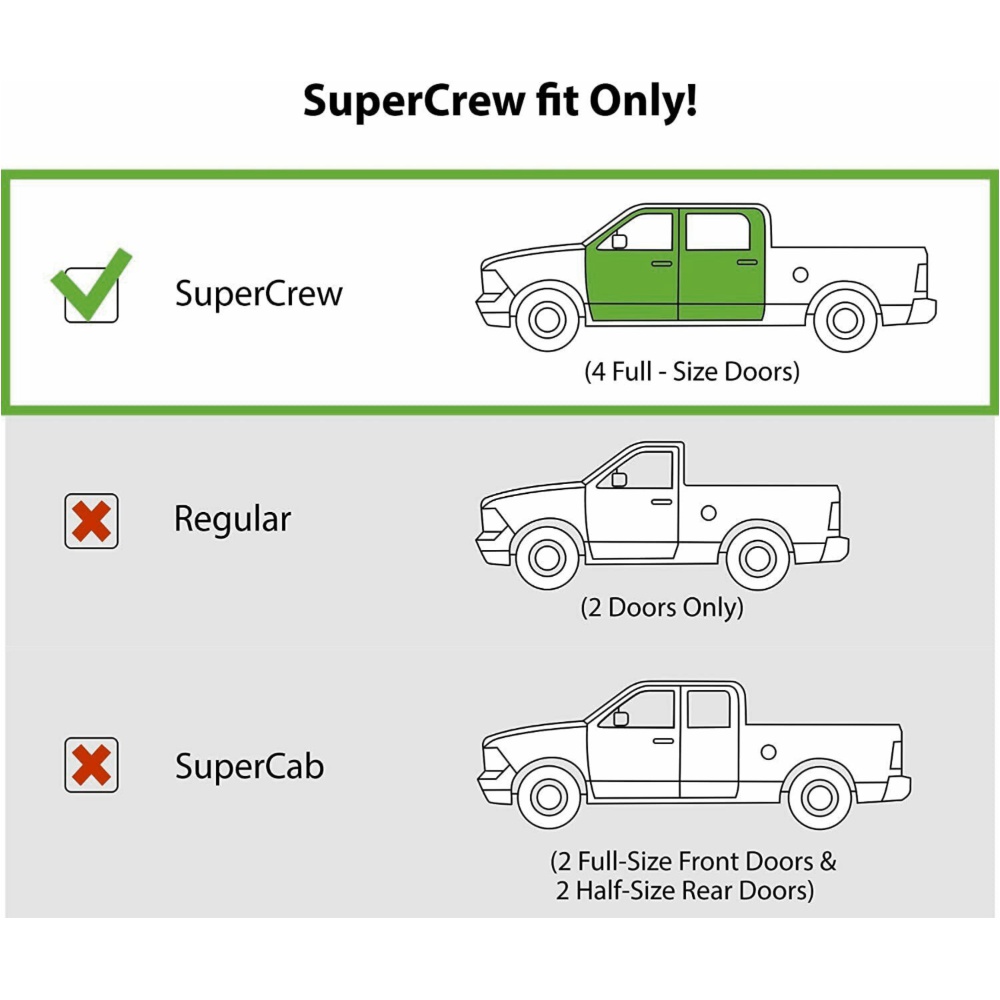 SuperCrew fit Only!
SuperCrew
(4 Full - Size Doors)
Regular
(2 Doors Only)
SuperCab
(2 Full-Size Front Doors &
2 Half-Size Rear Doors)